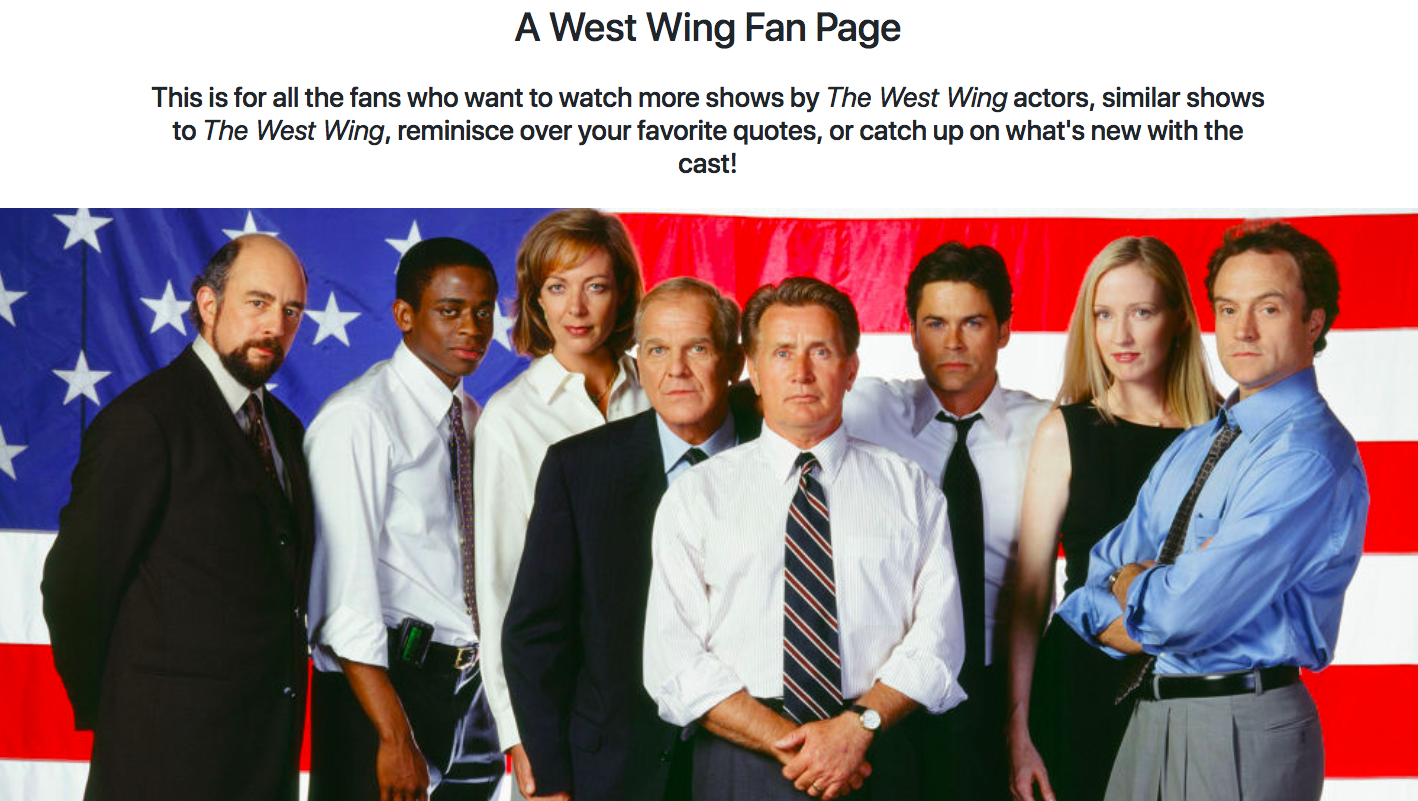 A West Wing Fan Page
This is for all the fans who want to watch more shows by The West Wing actors, similar shows
to The West Wing, reminisce over your favorite quotes, or catch up on what's new with the
cast!